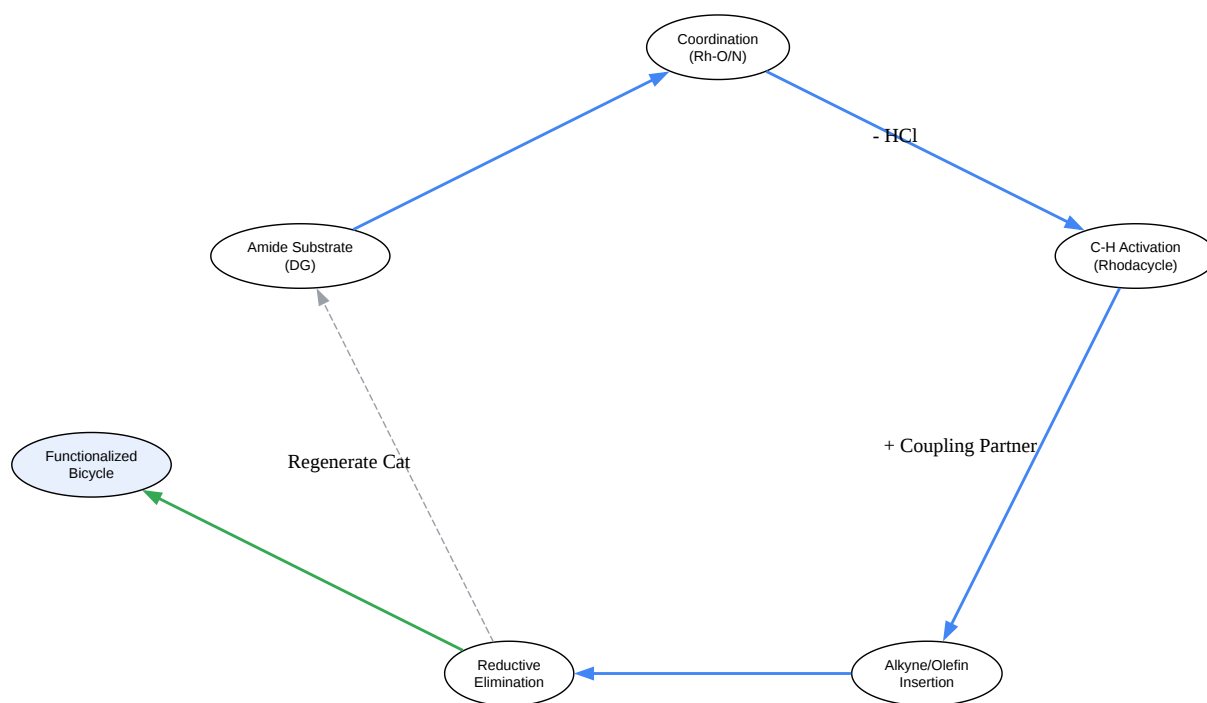 Coordination
(Rh-O/N)
- HCl
Amide Substrate
(DG)
C-H Activation
(Rhodacycle)
+ Coupling Partner
Regenerate Cat
Functionalized
Bicycle
Reductive
Elimination
Alkyne/Olefin
Insertion